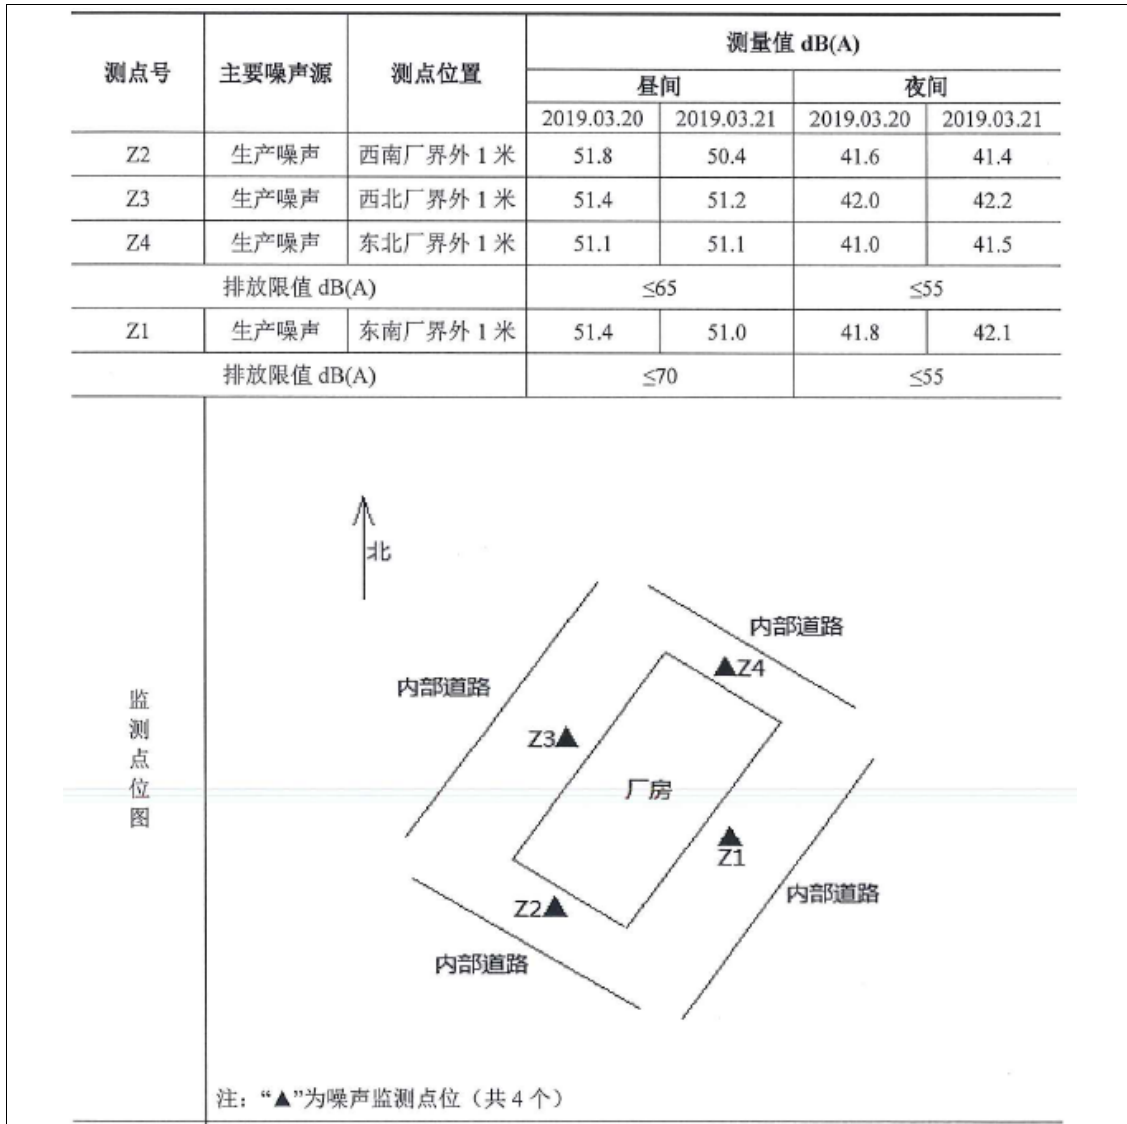 测点号 主要噪声源 测点位置 测量值 dB(A)
昼间 夜间
2019.03.20 2019.03.21 2019.03.20 2019.03.21
Z2 生产噪声 西南厂界外 1 米 51.8 50.4 41.6 41.4
Z3 生产噪声 西北厂界外 1 米 51.4 51.2 42.0 42.2
Z4 生产噪声 东北厂界外 1 米 51.1 51.1 41.0 41.5
排放限值 dB(A) ≤65 ≤55
Z1 生产噪声 东南厂界外 1 米 51.4 51.0 41.8 42.1
排放限值 dB(A) ≤70 ≤55
监测点位图
北
内部道路
▲Z4
内部道路
Z3▲
厂房
▲
Z1
内部道路
Z2▲
内部道路
注：“▲”为噪声监测点位（共 4 个）